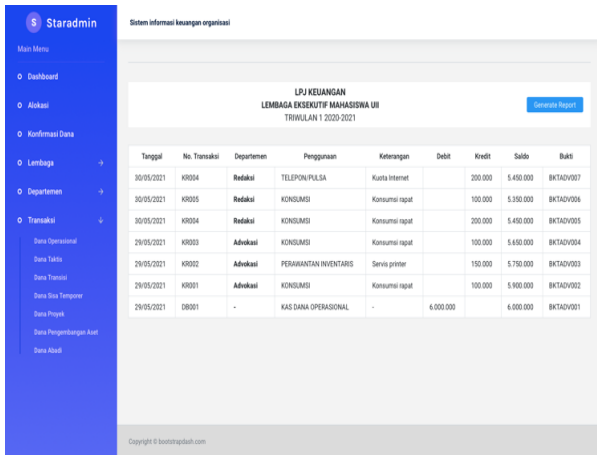 S Staradmin
Sistem informasi keuangan organisasi
Main Menu
Dashboard
Alokasi
Konfirmasi Dana
Lembaga
Departemen
Transaksi
Dana Operasional
Dana Taktis
Dana Transisi
Dana Sisa Temporer
Dana Proyek
Dana Pengembangan Aset
Dana Abadi
LPJ KEUANGAN
LEMBAGA EKSEKUTIF MAHASISWA UII
TRIWULAN 1 2020-2021
Generate Report
Tanggal No. Transaksi Departemen Penggunaan Keterangan Debit Kredit Saldo Bukti
30/05/2021 KR004 Redaksi TELEPON/PULSA Kuota Internet 200.000 5.450.000 BKTADV007
30/05/2021 KR005 Redaksi KONSUMSI Konsumsi rapat 100.000 5.350.000 BKTADV006
30/05/2021 KR004 Redaksi KONSUMSI Konsumsi rapat 200.000 5.450.000 BKTADV005
29/05/2021 KR003 Advokasi KONSUMSI Konsumsi rapat 100.000 5.650.000 BKTADV004
29/05/2021 KR002 Advokasi PERAWANTAN INVENTARIS Servis printer 150.000 5.750.000 BKTADV003
29/05/2021 KR001 Advokasi KONSUMSI Konsumsi rapat 100.000 5.900.000 BKTADV002
29/05/2021 DB001 - KAS DANA OPERASIONAL - 6.000.000 6.000.000 BKTADV001
Copyright © bootstrapdash.com